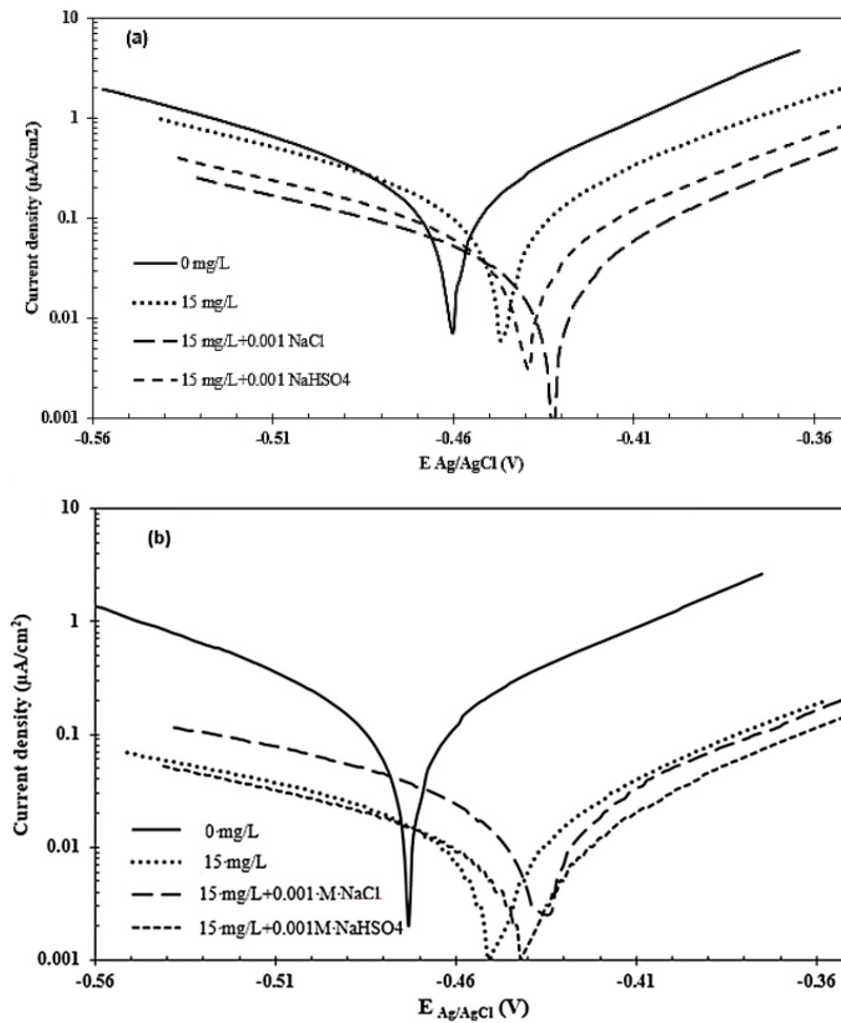 (a)
10
1
0.1
0.01
0.001
Current density (µA/cm2)
0 mg/L
15 mg/L
15 mg/L+0.001 NaCl
15 mg/L+0.001 NaHSO4
-0.56
-0.51
-0.46
-0.41
-0.36
E Ag/AgCl (V)
(b)
10
1
0.1
0.01
0.001
Current density (µA/cm²)
0·mg/L
15·mg/L
15·mg/L+0.001·M·NaCl
15·mg/L+0.001M·NaHSO4
-0.56
-0.51
-0.46
-0.41
-0.36
E Ag/AgCl (V)